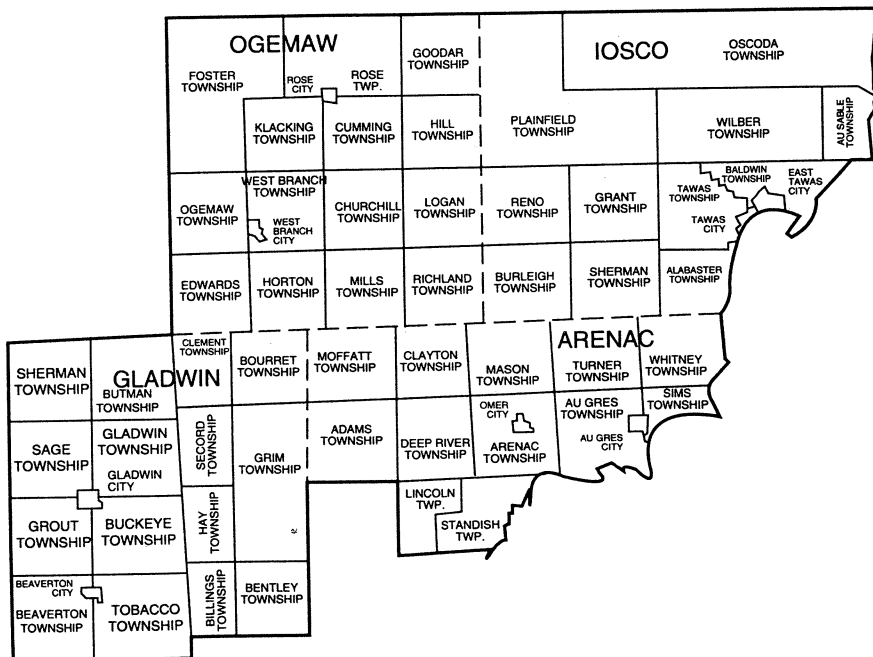 OGEMAW
IOSCO
FOSTER
TOWNSHIP
ROSE
CITY
ROSE
TWP.
GOODAR
TOWNSHIP
OSCODA
TOWNSHIP
KLACKING
TOWNSHIP
CUMMING
TOWNSHIP
HILL
TOWNSHIP
PLAINFIELD
TOWNSHIP
WILBER
TOWNSHIP
AU SABLE
TOWNSHIP
OGEMAW
TOWNSHIP
WEST BRANCH
TOWNSHIP
WEST
BRANCH
CITY
CHURCHILL
TOWNSHIP
LOGAN
TOWNSHIP
RENO
TOWNSHIP
GRANT
TOWNSHIP
TAWAS
TOWNSHIP
BALDWIN
TOWNSHIP
EAST
TAWAS
CITY
TAWAS
CITY
EDWARDS
TOWNSHIP
HORTON
TOWNSHIP
MILLS
TOWNSHIP
RICHLAND
TOWNSHIP
BURLEIGH
TOWNSHIP
SHERMAN
TOWNSHIP
ALABASTER
TOWNSHIP
GLADWIN
ARENAC
SHERMAN
TOWNSHIP
BUTMAN
TOWNSHIP
CLEMENT
TOWNSHIP
BOURRET
TOWNSHIP
MOFFATT
TOWNSHIP
CLAYTON
TOWNSHIP
MASON
TOWNSHIP
TURNER
TOWNSHIP
WHITNEY
TOWNSHIP
SAGE
TOWNSHIP
GLADWIN
TOWNSHIP
GLADWIN
CITY
SECORD
TOWNSHIP
GRIM
TOWNSHIP
ADAMS
TOWNSHIP
DEEP RIVER
TOWNSHIP
OMER
CITY
ARENAC
TOWNSHIP
AU GRES
TOWNSHIP
AU GRES
CITY
SIMS
TOWNSHIP
GROUT
TOWNSHIP
BUCKEYE
TOWNSHIP
HAY
TOWNSHIP
LINCOLN
TWP.
STANDISH
TWP.
BEAVERTON
CITY
BEAVERTON
TOWNSHIP
TOBACCO
TOWNSHIP
BILLINGS
TOWNSHIP
BENTLEY
TOWNSHIP